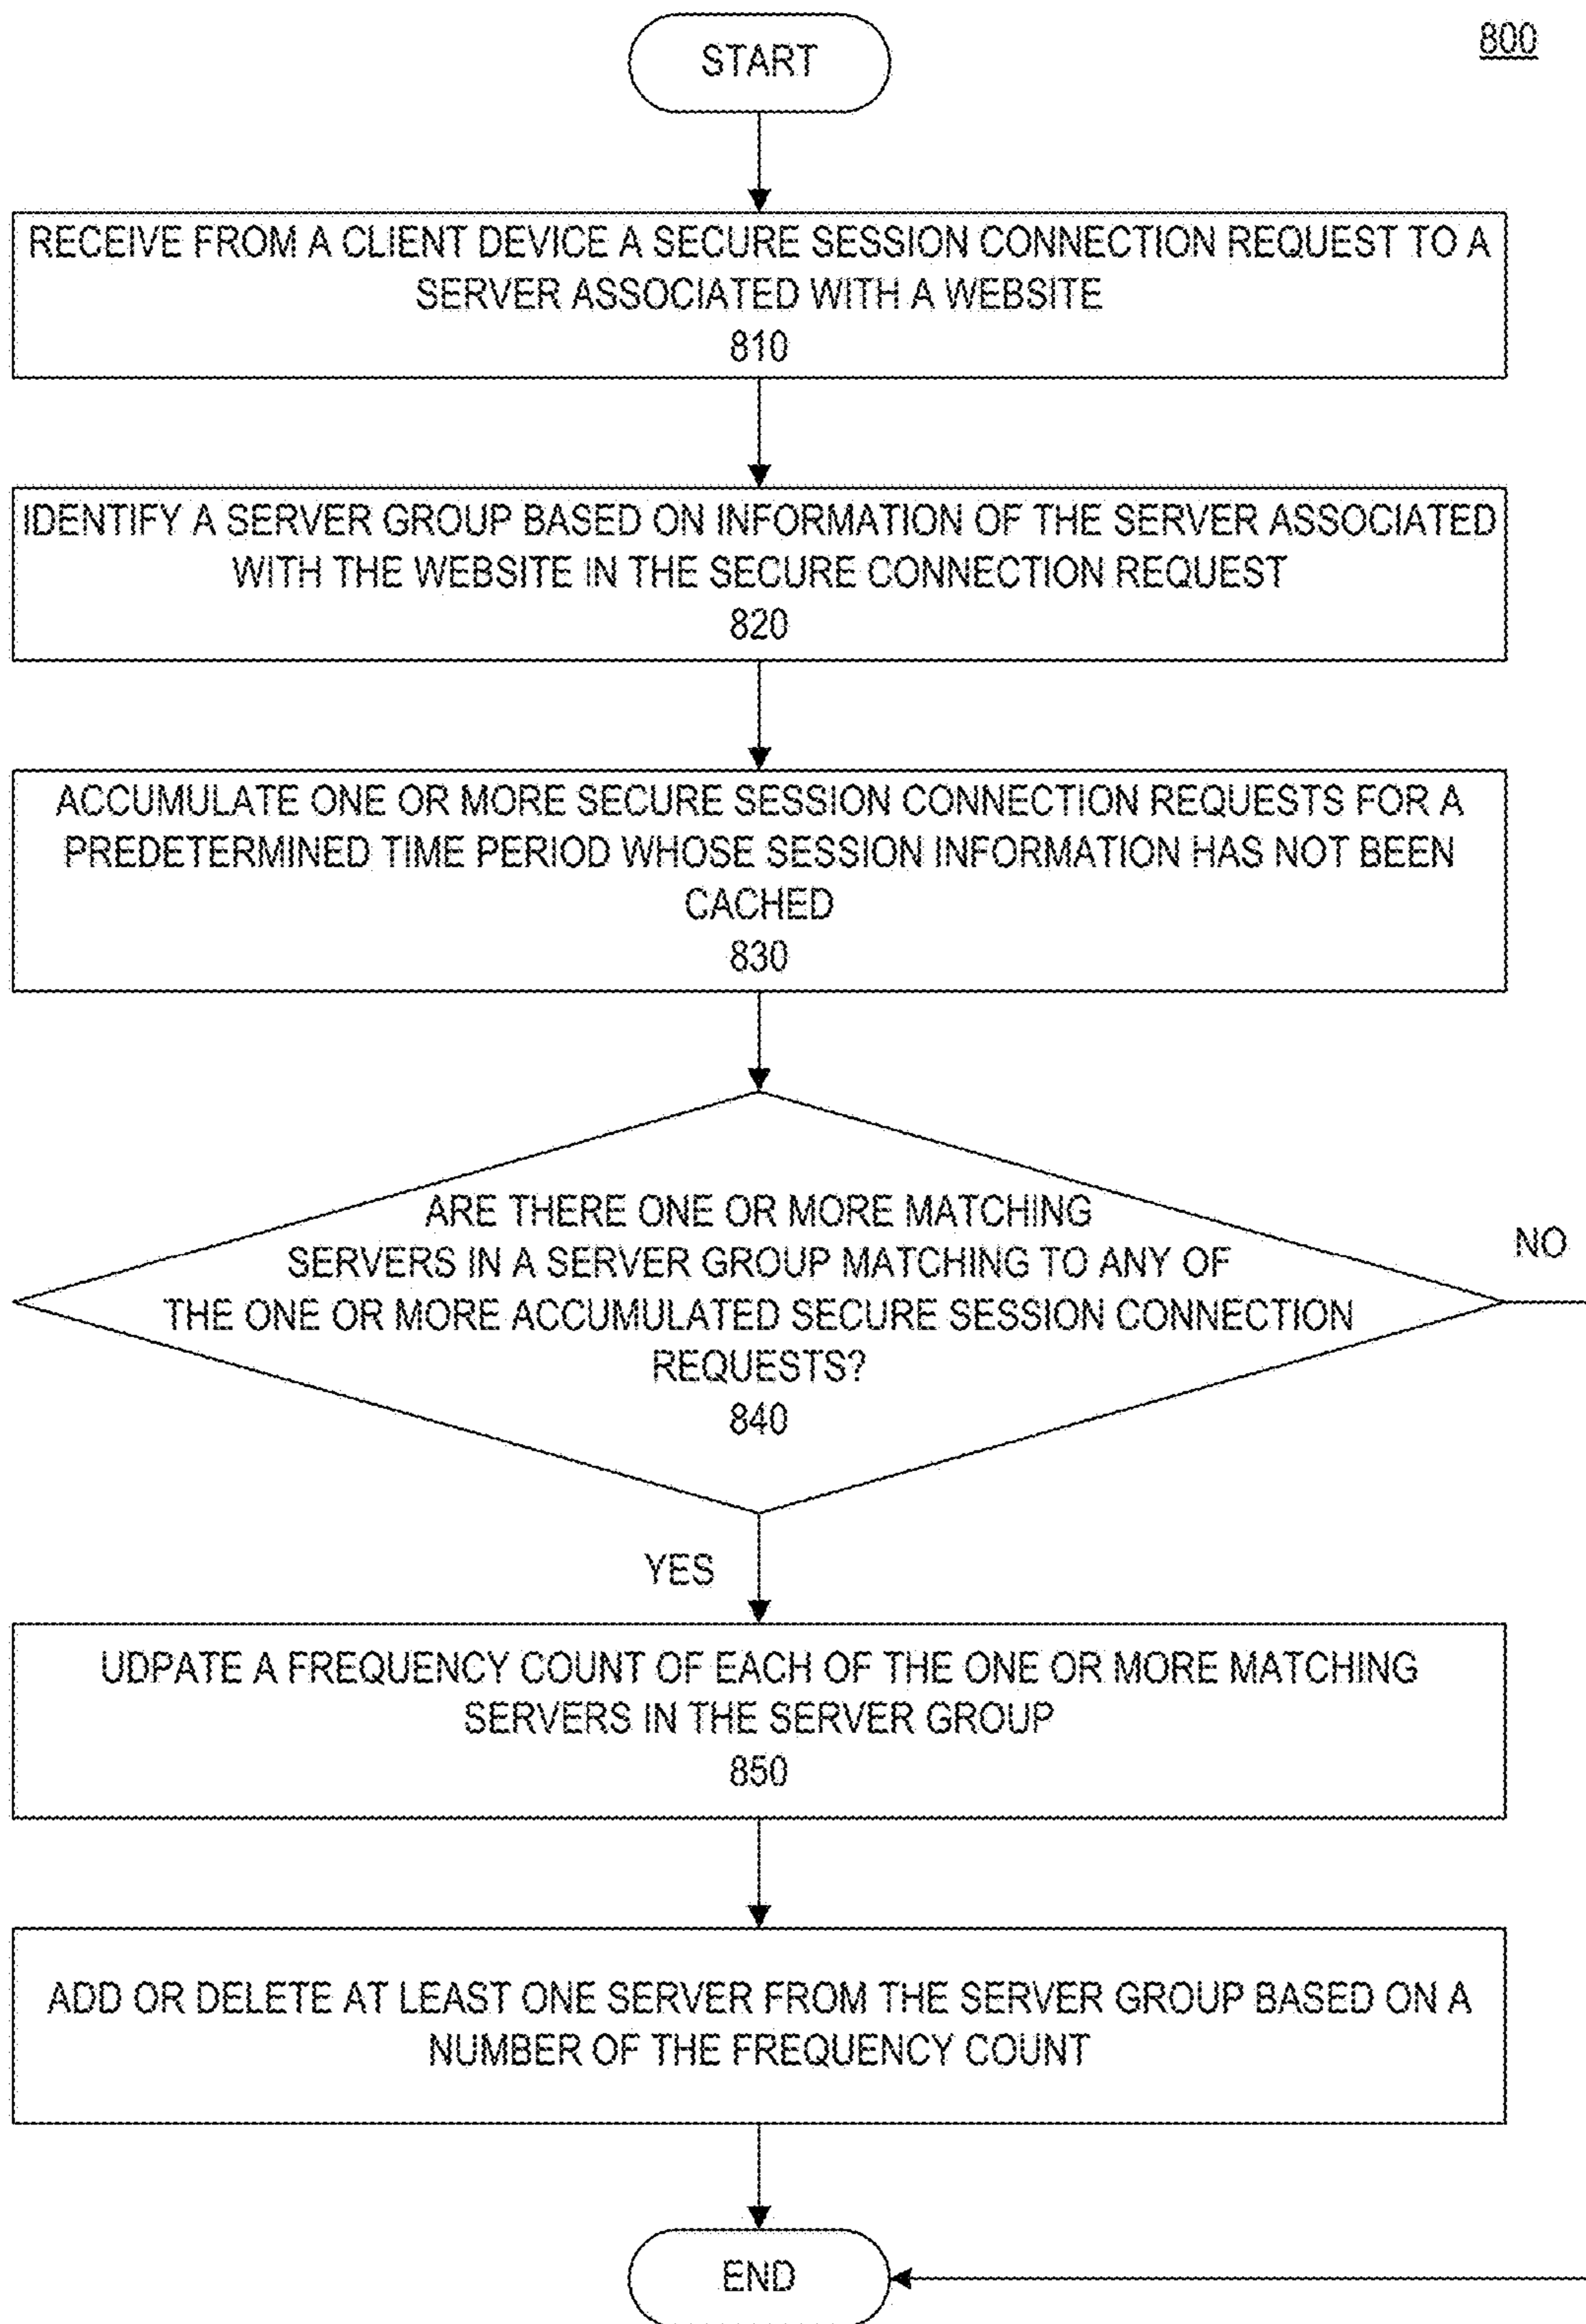 800
START
RECEIVE FROM A CLIENT DEVICE A SECURE SESSION CONNECTION REQUEST TO A
SERVER ASSOCIATED WITH A WEBSITE
810
IDENTIFY A SERVER GROUP BASED ON INFORMATION OF THE SERVER ASSOCIATED
WITH THE WEBSITE IN THE SECURE CONNECTION REQUEST
820
ACCUMULATE ONE OR MORE SECURE SESSION CONNECTION REQUESTS FOR A
PREDETERMINED TIME PERIOD WHOSE SESSION INFORMATION HAS NOT BEEN
CACHED
830
ARE THERE ONE OR MORE MATCHING
SERVERS IN A SERVER GROUP MATCHING TO ANY OF
THE ONE OR MORE ACCUMULATED SECURE SESSION CONNECTION
REQUESTS?
840
NO
YES
UDPATE A FREQUENCY COUNT OF EACH OF THE ONE OR MORE MATCHING
SERVERS IN THE SERVER GROUP
850
ADD OR DELETE AT LEAST ONE SERVER FROM THE SERVER GROUP BASED ON A
NUMBER OF THE FREQUENCY COUNT
END